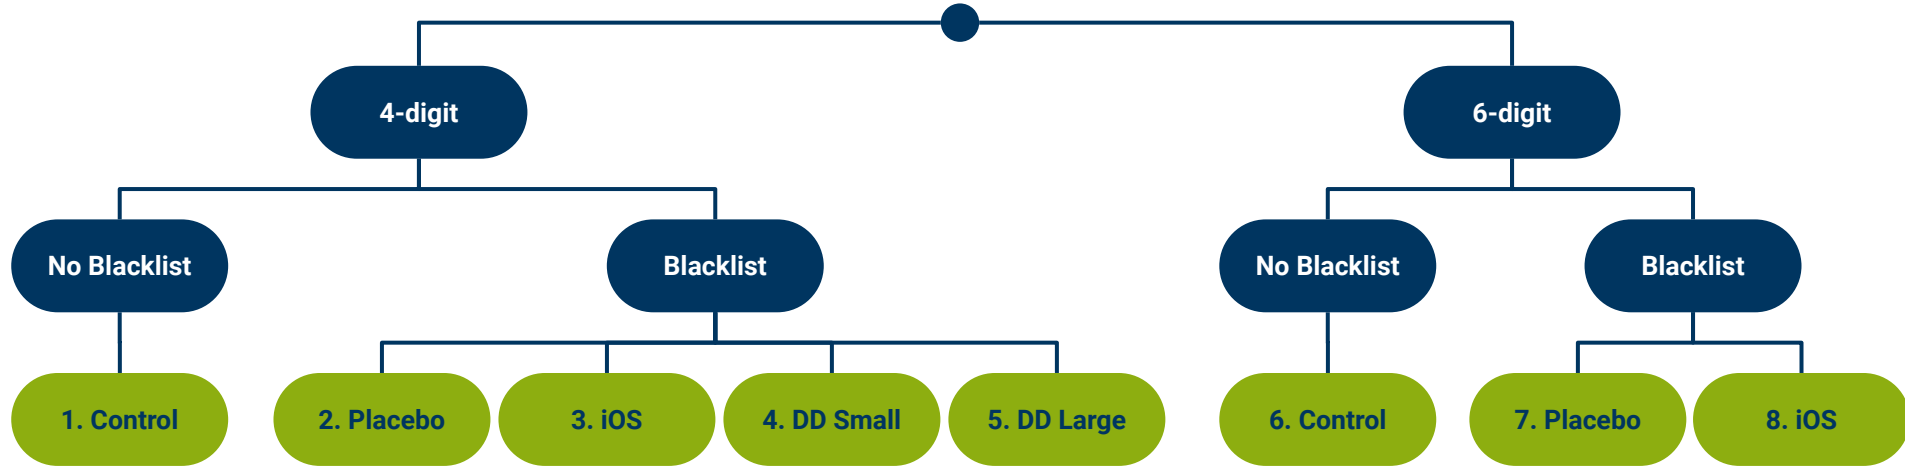 4-digit
6-digit
No Blacklist
Blacklist
No Blacklist
Blacklist
1. Control
2. Placebo
3. iOS
4. DD Small
5. DD Large
6. Control
7. Placebo
8. iOS